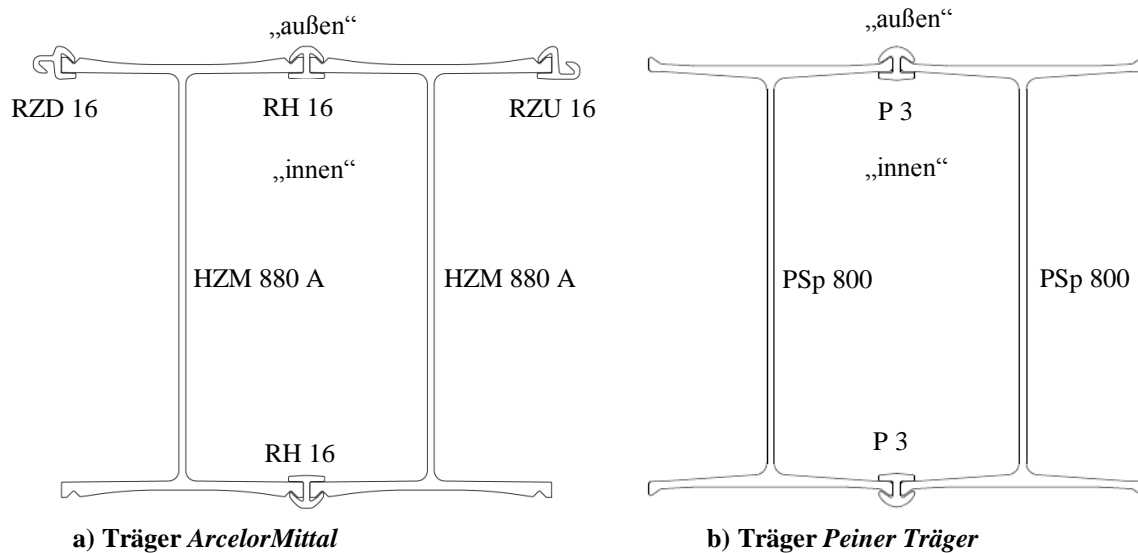 „außen“
RZD 16
RH 16
RZU 16
„innen“
HZM 880 A
HZM 880 A
RH 16
a) Träger ArcelorMittal
„außen“
P 3
„innen“
PSp 800
PSp 800
P 3
b) Träger Peiner Träger